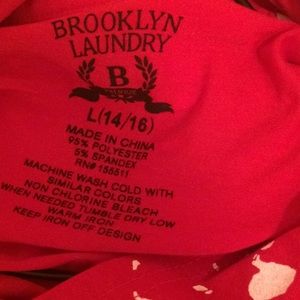 BROOKLYN
LAUNDRY
B
PREMIUM
L(14/16)
MADE IN CHINA
95% POLYESTER
5% SPANDEX
RN# 155511
MACHINE WASH COLD WITH
SIMILAR COLORS
NON CHLORINE BLEACH
WHEN NEEDED TUMBLE DRY LOW
WARM IRON
KEEP IRON OFF DESIGN